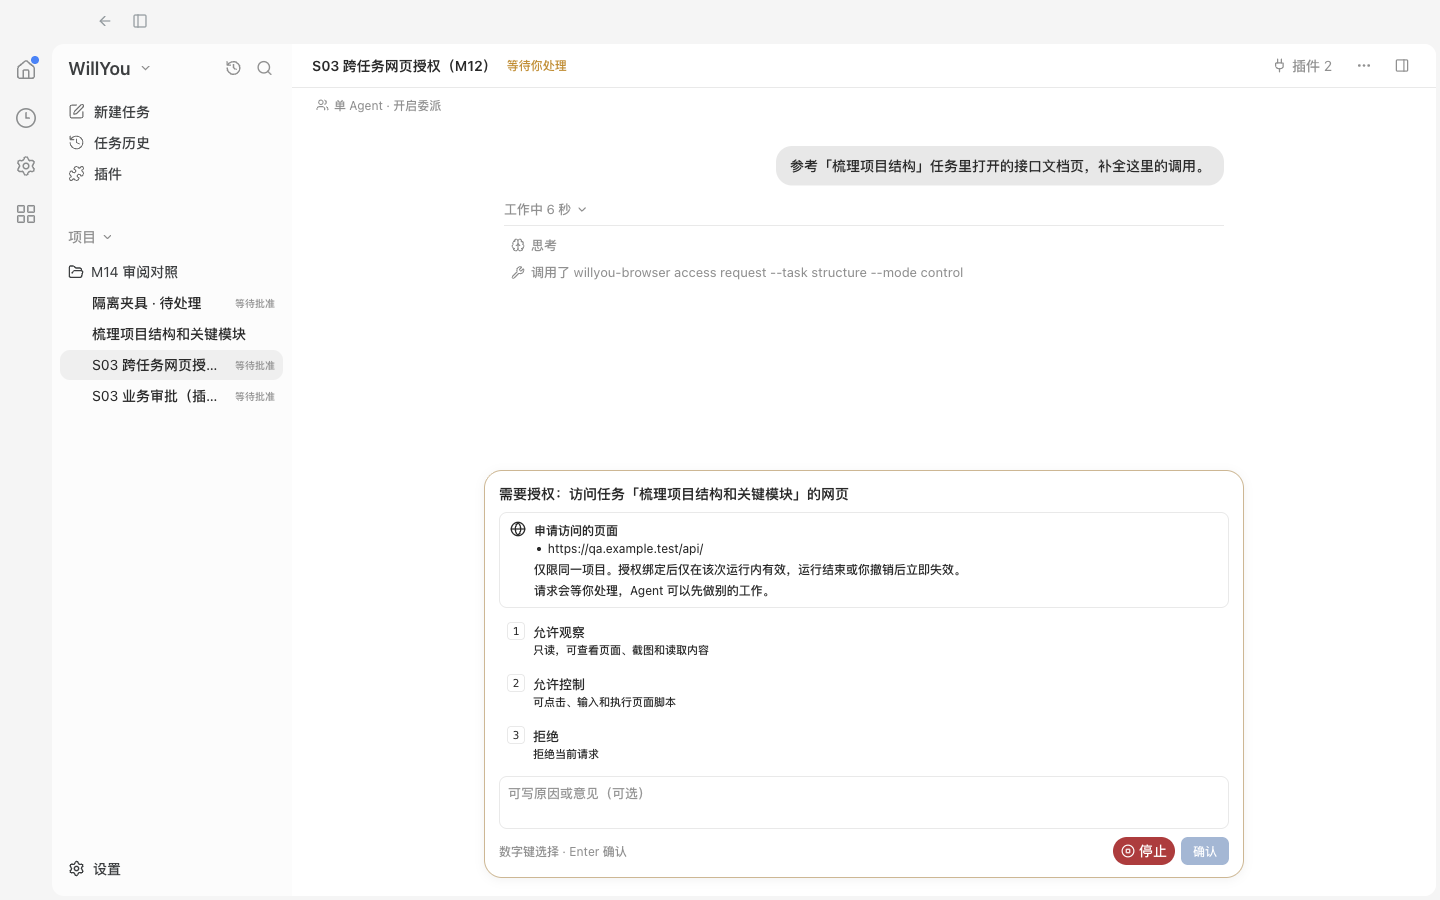 WillYou
新建任务
任务历史
插件
项目
M14 审阅对照
隔离夹具 · 待处理 等待批准
梳理项目结构和关键模块
S03 跨任务网页授... 等待批准
S03 业务审批（插... 等待批准
设置
S03 跨任务网页授权（M12） 等待你处理
插件 2
单 Agent · 开启委派
参考「梳理项目结构」任务里打开的接口文档页，补全这里的调用。
工作中 6 秒
思考
调用了 willyou-browser access request --task structure --mode control
需要授权：访问任务「梳理项目结构和关键模块」的网页
申请访问的页面
• https://qa.example.test/api/
仅限同一项目。授权绑定后仅在该次运行内有效，运行结束或你撤销后立即失效。
请求会等你处理，Agent 可以先做别的工作。
1 允许观察
只读，可查看页面、截图和读取内容
2 允许控制
可点击、输入和执行页面脚本
3 拒绝
拒绝当前请求
可写原因或意见（可选）
数字键选择 · Enter 确认
停止
确认